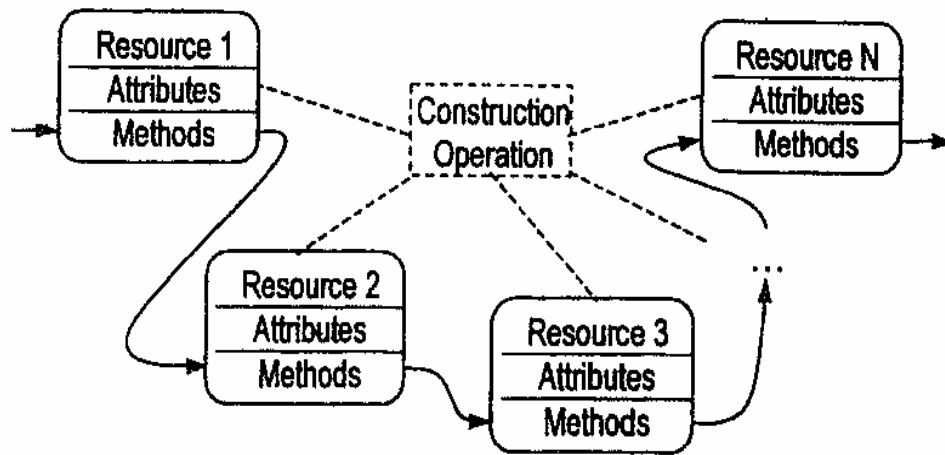 Resource 1
Attributes
Methods
Construction
Operation
Resource N
Attributes
Methods
Resource 2
Attributes
Methods
Resource 3
Attributes
Methods
...